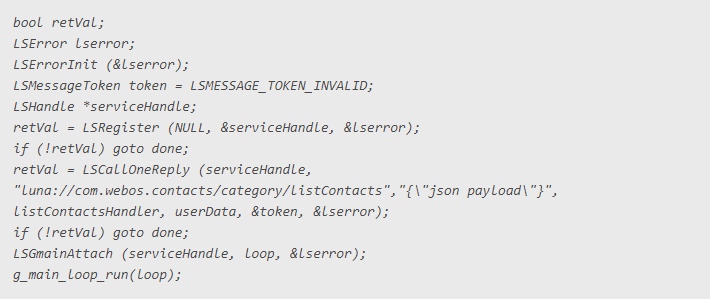 bool retVal;
LSError lserror;
LSErrorInit (&lserror);
LSMessageToken token = LSMESSAGE_TOKEN_INVALID;
LSHandle *serviceHandle;
retVal = LSRegister (NULL, &serviceHandle, &lserror);
if (!retVal) goto done;
retVal = LSCallOneReply (serviceHandle,
"luna://com.webos.contacts/category/listContacts","{\"json payload\"}",
listContactsHandler, userData, &token, &lserror);
if (!retVal) goto done;
LSGmainAttach (serviceHandle, loop, &lserror);
g_main_loop_run(loop);